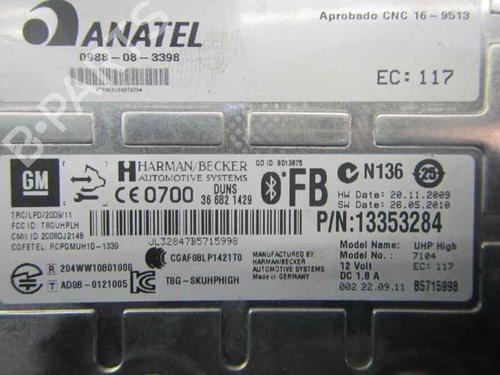 ANATEL
0988-08-3398
Aprobado CNC 16-9513
EC: 117
GM
HARMAN/BECKER
AUTOMOTIVE SYSTEMS
QD ID: B013875
CE 0700
DUNS
36 682 1429
FB
N136
25
HW Date: 20.11.2009
SW Date: 26.05.2010
P/N:13353284
TRC/LPD/2009/11
FCC ID: T8GUHPLH
CMII ID: 2008DJ2148
COFETEL: RCPGMUH10-1339
JL32847B5715998
CCAF08LP1421T0
R 204WW10801000
T AD08-0121005
T8G-SKUHPHIGH
Manufactured by:
HARMAN/BECKER
AUTOMOTIVE SYSTEMS
Made in GERMANY
Model Name: UHP High
Model No.: 7104
12 Volt EC: 117
DC 1.8 A
002 22.09.11 B5715998
B-PARTS